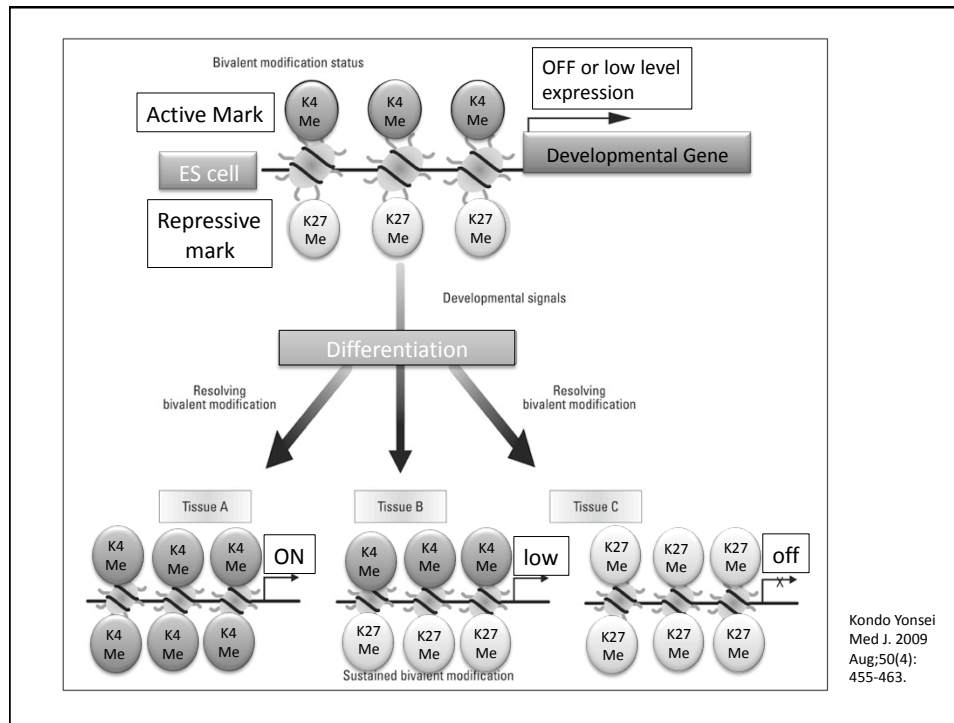 Bivalent modification status
OFF or low level
expression
K4
Me
K4
Me
K4
Me
Active Mark
ES cell
Developmental Gene
Repressive
mark
K27
Me
K27
Me
K27
Me
Developmental signals
Differentiation
Resolving
bivalent modification
Resolving
bivalent modification
Tissue A
Tissue B
Tissue C
K4
Me
K4
Me
K4
Me
ON
K4
Me
K4
Me
K4
Me
low
K27
Me
K27
Me
K27
Me
off
X
K4
Me
K4
Me
K4
Me
K27
Me
K27
Me
K27
Me
K27
Me
K27
Me
K27
Me
Sustained bivalent modification
Kondo Yonsei
Med J. 2009
Aug;50(4):
455-463.